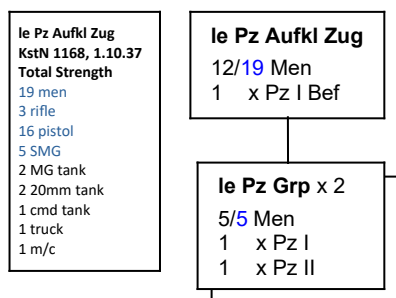 le Pz Aufkl Zug
KstN 1168, 1.10.37
Total Strength
19 men
3 rifle
16 pistol
5 SMG
2 MG tank
2 20mm tank
1 cmd tank
1 truck
1 m/c
le Pz Aufkl Zug
12/19 Men
1 x Pz I Bef
le Pz Grp x 2
5/5 Men
1 x Pz I
1 x Pz II